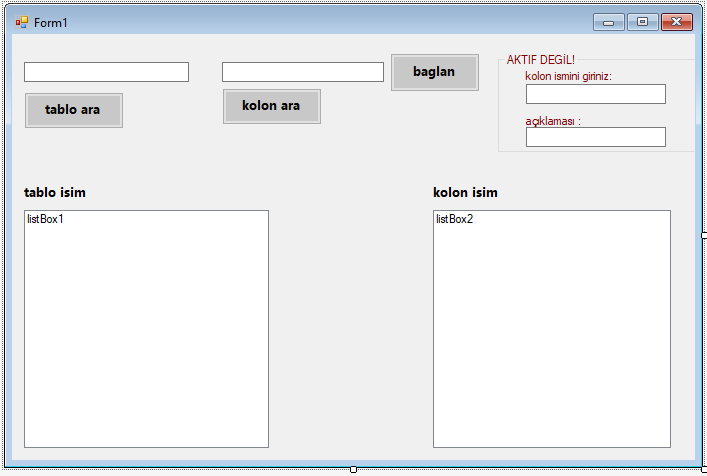 Form1
baglan
tablo ara
kolon ara
AKTIF DEGİL!
kolon ismini giriniz:
açıklaması :
tablo isim
kolon isim
listBox1
listBox2